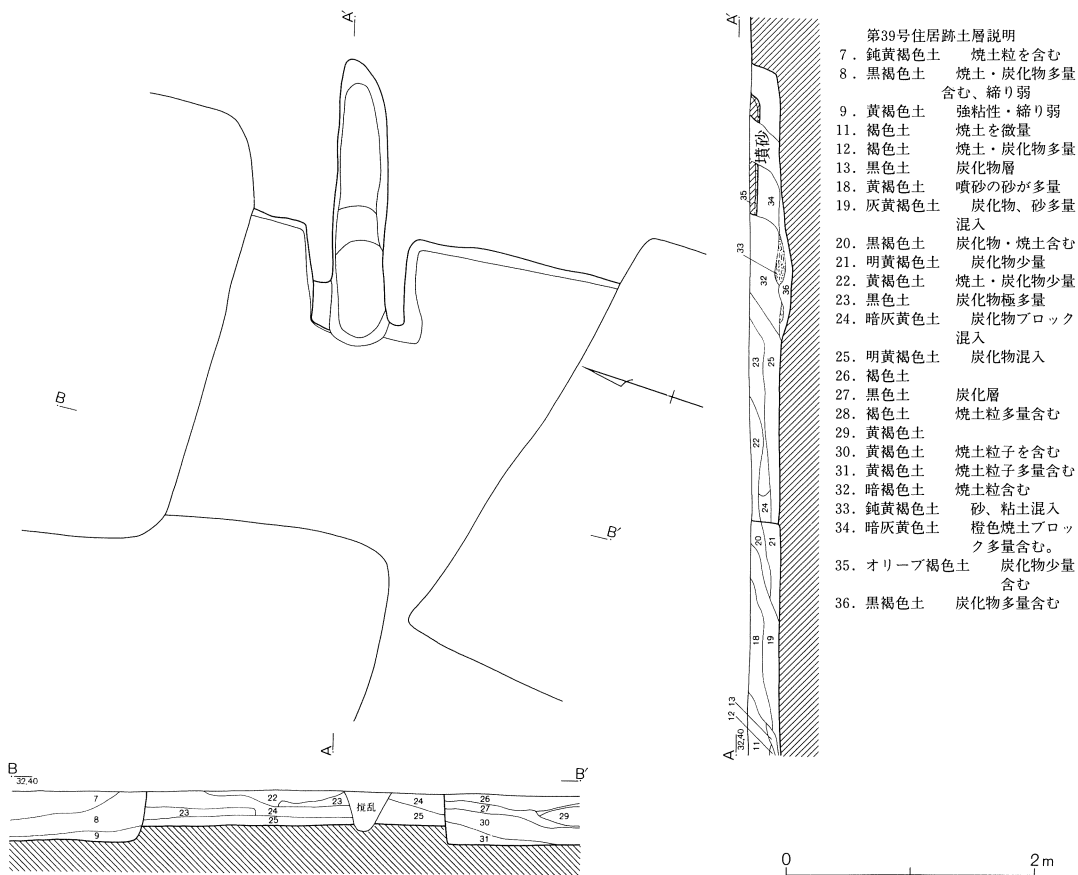 A′
A′
第39号住居跡土層説明
7．鈍黄褐色土　焼土粒を含む
8．黒褐色土　焼土・炭化物多量
含む、締り弱
9．黄褐色土　強粘性・締り弱
11．褐色土　焼土を微量
12．褐色土　焼土・炭化物多量
13．黒色土　炭化物層
18．黄褐色土　噴砂の砂が多量
19．灰黄褐色土　炭化物、砂多量
混入
20．黒褐色土　炭化物・焼土含む
21．明黄褐色土　炭化物少量
22．黄褐色土　焼土・炭化物少量
23．黒色土　炭化物極多量
24．暗灰黄色土　炭化物ブロック
混入
25．明黄褐色土　炭化物混入
26．褐色土
27．黒色土　炭化層
28．褐色土　焼土粒多量含む
29．黄褐色土
30．黄褐色土　焼土粒子を含む
31．黄褐色土　焼土粒子多量含む
32．暗褐色土　焼土粒含む
33．鈍黄褐色土　砂、粘土混入
34．暗灰黄色土　橙色焼土ブロッ
ク多量含む。
35．オリーブ褐色土　炭化物少量
含む
36．黒褐色土　炭化物多量含む
噴砂
35
34
33
32
36
23
25
22
24
20
21
18
19
13
12
11
A
32.40
B
B′
A
B
32.40
B′
7
8
9
22
23
23
24
25
撹乱
24
25
26
27
29
30
31
0
2m